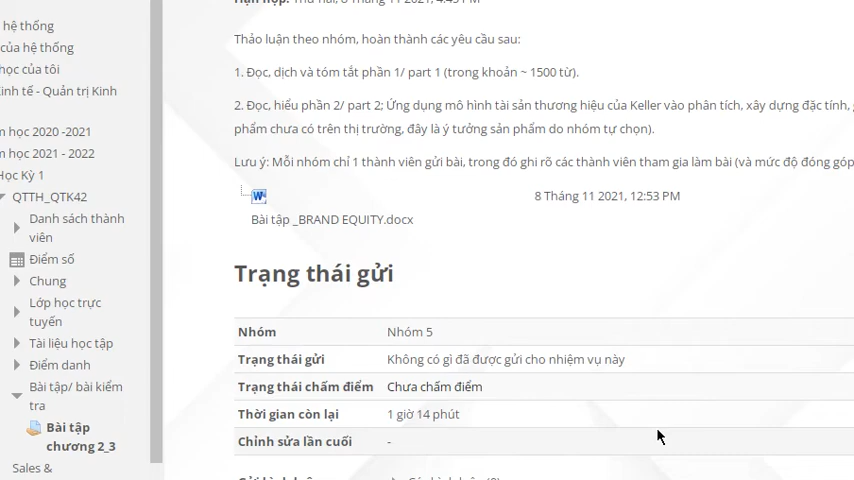 hệ thống
của hệ thống
học của tôi
Kinh tế - Quản trị Kinh
m học 2020 -2021
m học 2021 - 2022
Học Kỳ 1
QTTH_QTK42
Danh sách thành
viên
Điểm số
Chung
Lớp học trực
tuyến
Tài liệu học tập
Điểm danh
Bài tập/ bài kiểm
tra
Bài tập
chương 2_3
Sales &
Thảo luận theo nhóm, hoàn thành các yêu cầu sau:
1. Đọc, dịch và tóm tắt phần 1/ part 1 (trong khoản ~ 1500 từ).
2. Đọc, hiểu phần 2/ part 2; Ứng dụng mô hình tài sản thương hiệu của Keller vào phân tích, xây dựng đặc tính,
phẩm chưa có trên thị trường, đây là ý tưởng sản phẩm do nhóm tự chọn).
Lưu ý: Mỗi nhóm chỉ 1 thành viên gửi bài, trong đó ghi rõ các thành viên tham gia làm bài (và mức độ đóng góp
8 Tháng 11 2021, 12:53 PM
Bài tập _BRAND EQUITY.docx
Trạng thái gửi
Nhóm Nhóm 5
Trạng thái gửi Không có gì đã được gửi cho nhiệm vụ này
Trạng thái chấm điểm Chưa chấm điểm
Thời gian còn lại 1 giờ 14 phút
Chỉnh sửa lần cuối -